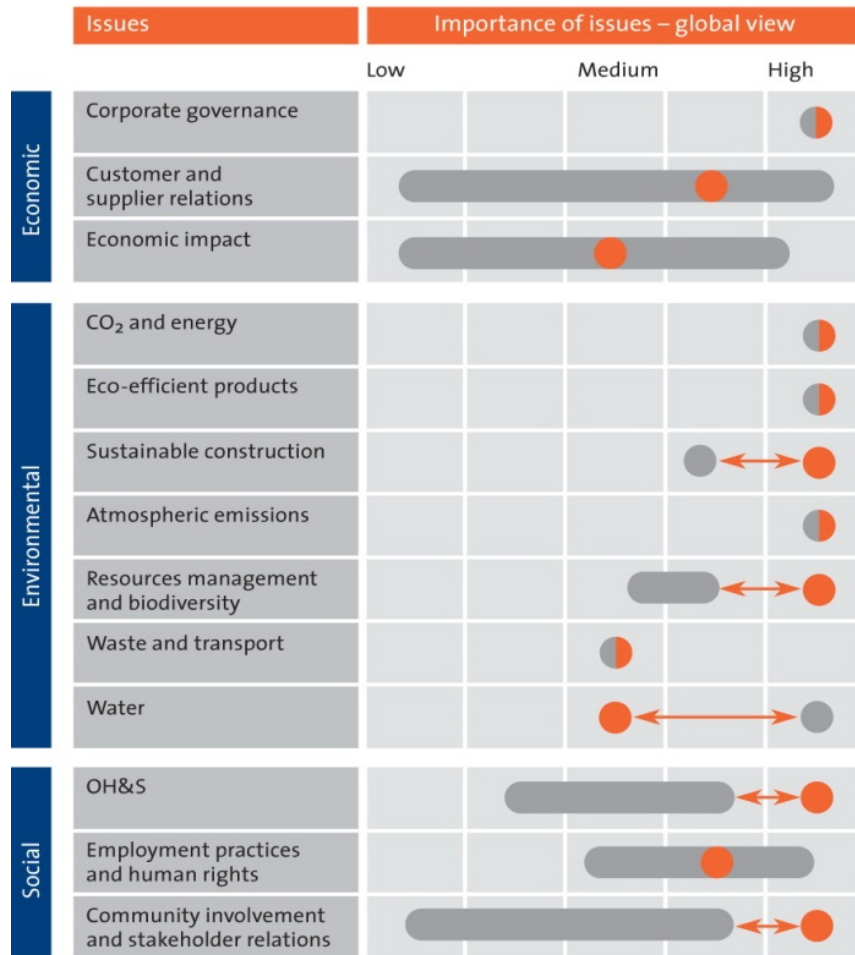 Issues
Importance of issues – global view
Low
Medium
High
Economic
Corporate governance
Customer and
supplier relations
Economic impact
Environmental
CO₂ and energy
Eco-efficient products
Sustainable construction
Atmospheric emissions
Resources management
and biodiversity
Waste and transport
Water
Social
OH&S
Employment practices
and human rights
Community involvement
and stakeholder relations